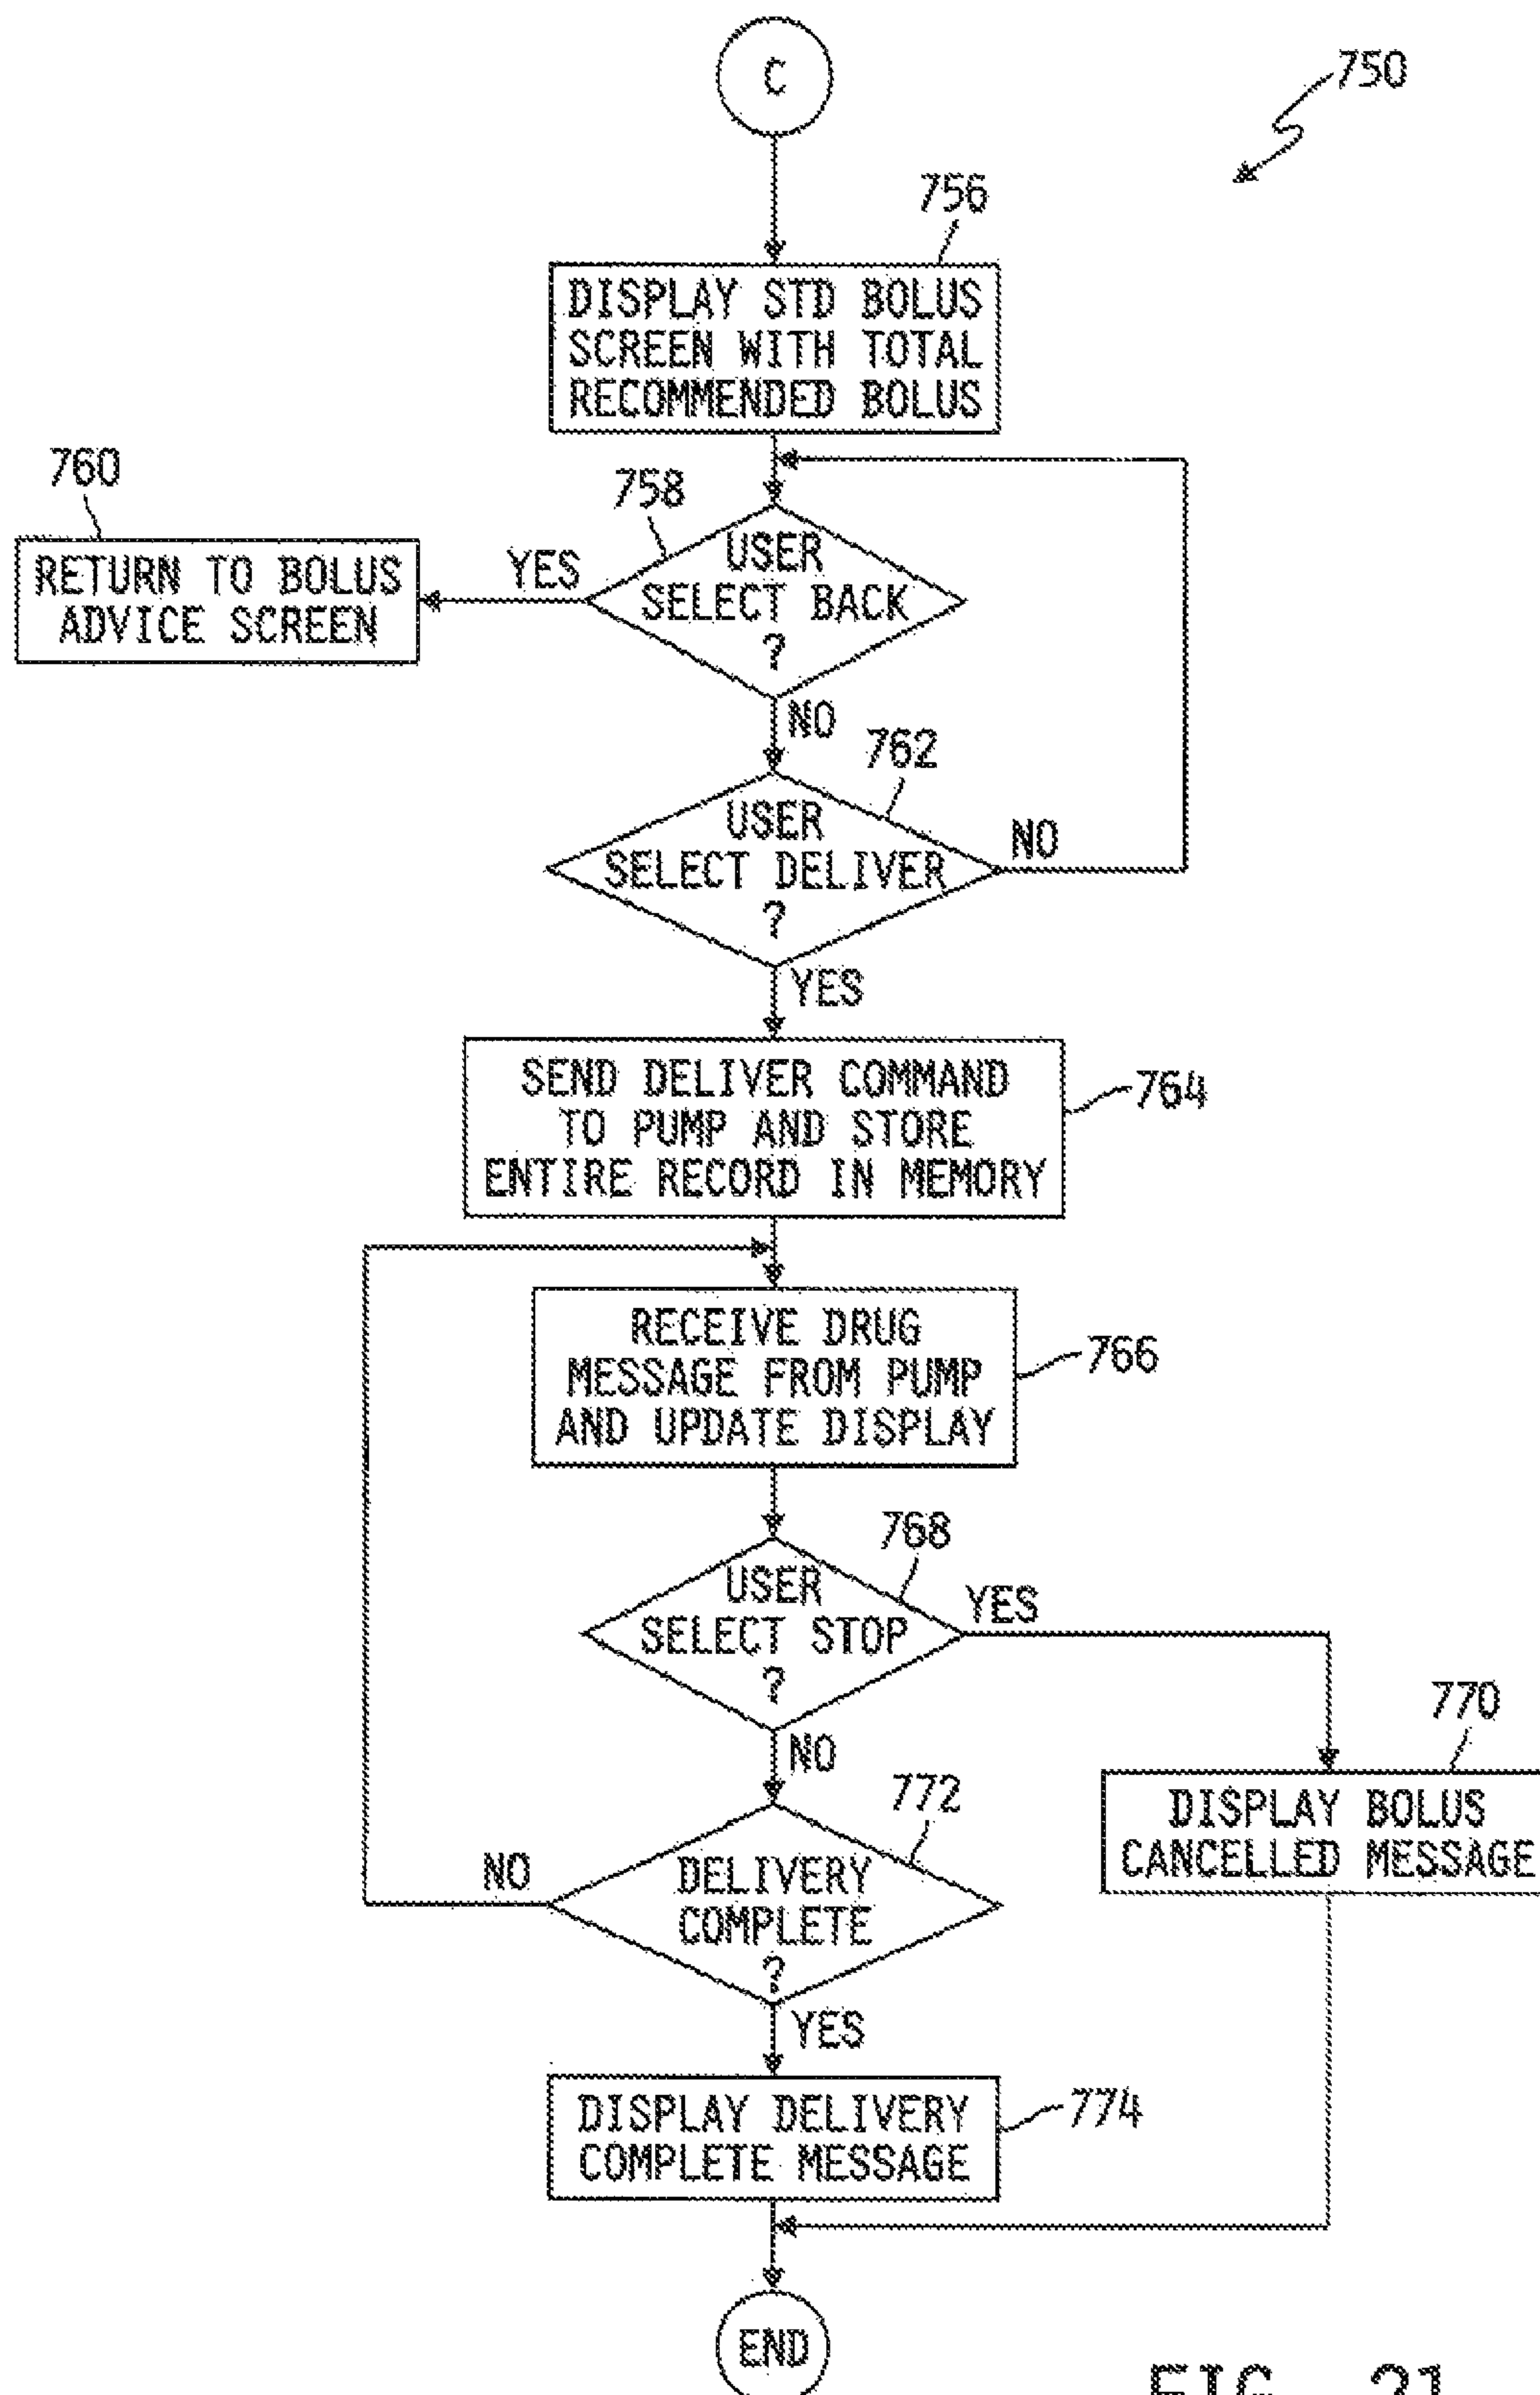 C
750
756
DISPLAY STD BOLUS
SCREEN WITH TOTAL
RECOMMENDED BOLUS
760
RETURN TO BOLUS
ADVICE SCREEN
YES
758
USER
SELECT BACK
?
NO
762
USER
SELECT DELIVER
?
NO
YES
SEND DELIVER COMMAND
TO PUMP AND STORE
ENTIRE RECORD IN MEMORY
764
RECEIVE DRUG
MESSAGE FROM PUMP
AND UPDATE DISPLAY
766
768
USER
SELECT STOP
?
YES
NO
770
DISPLAY BOLUS
CANCELLED MESSAGE
772
DELIVERY
COMPLETE
?
NO
YES
DISPLAY DELIVERY
COMPLETE MESSAGE
774
END
FIG. 21